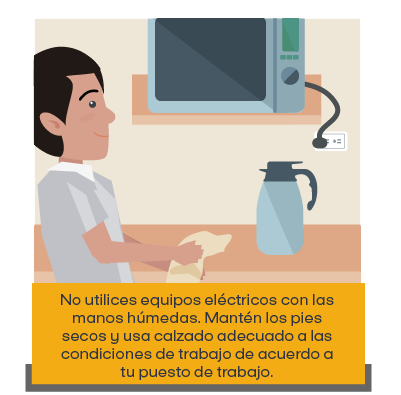 No utilices equipos eléctricos con las
manos húmedas. Mantén los pies
secos y usa calzado adecuado a las
condiciones de trabajo de acuerdo a
tu puesto de trabajo.